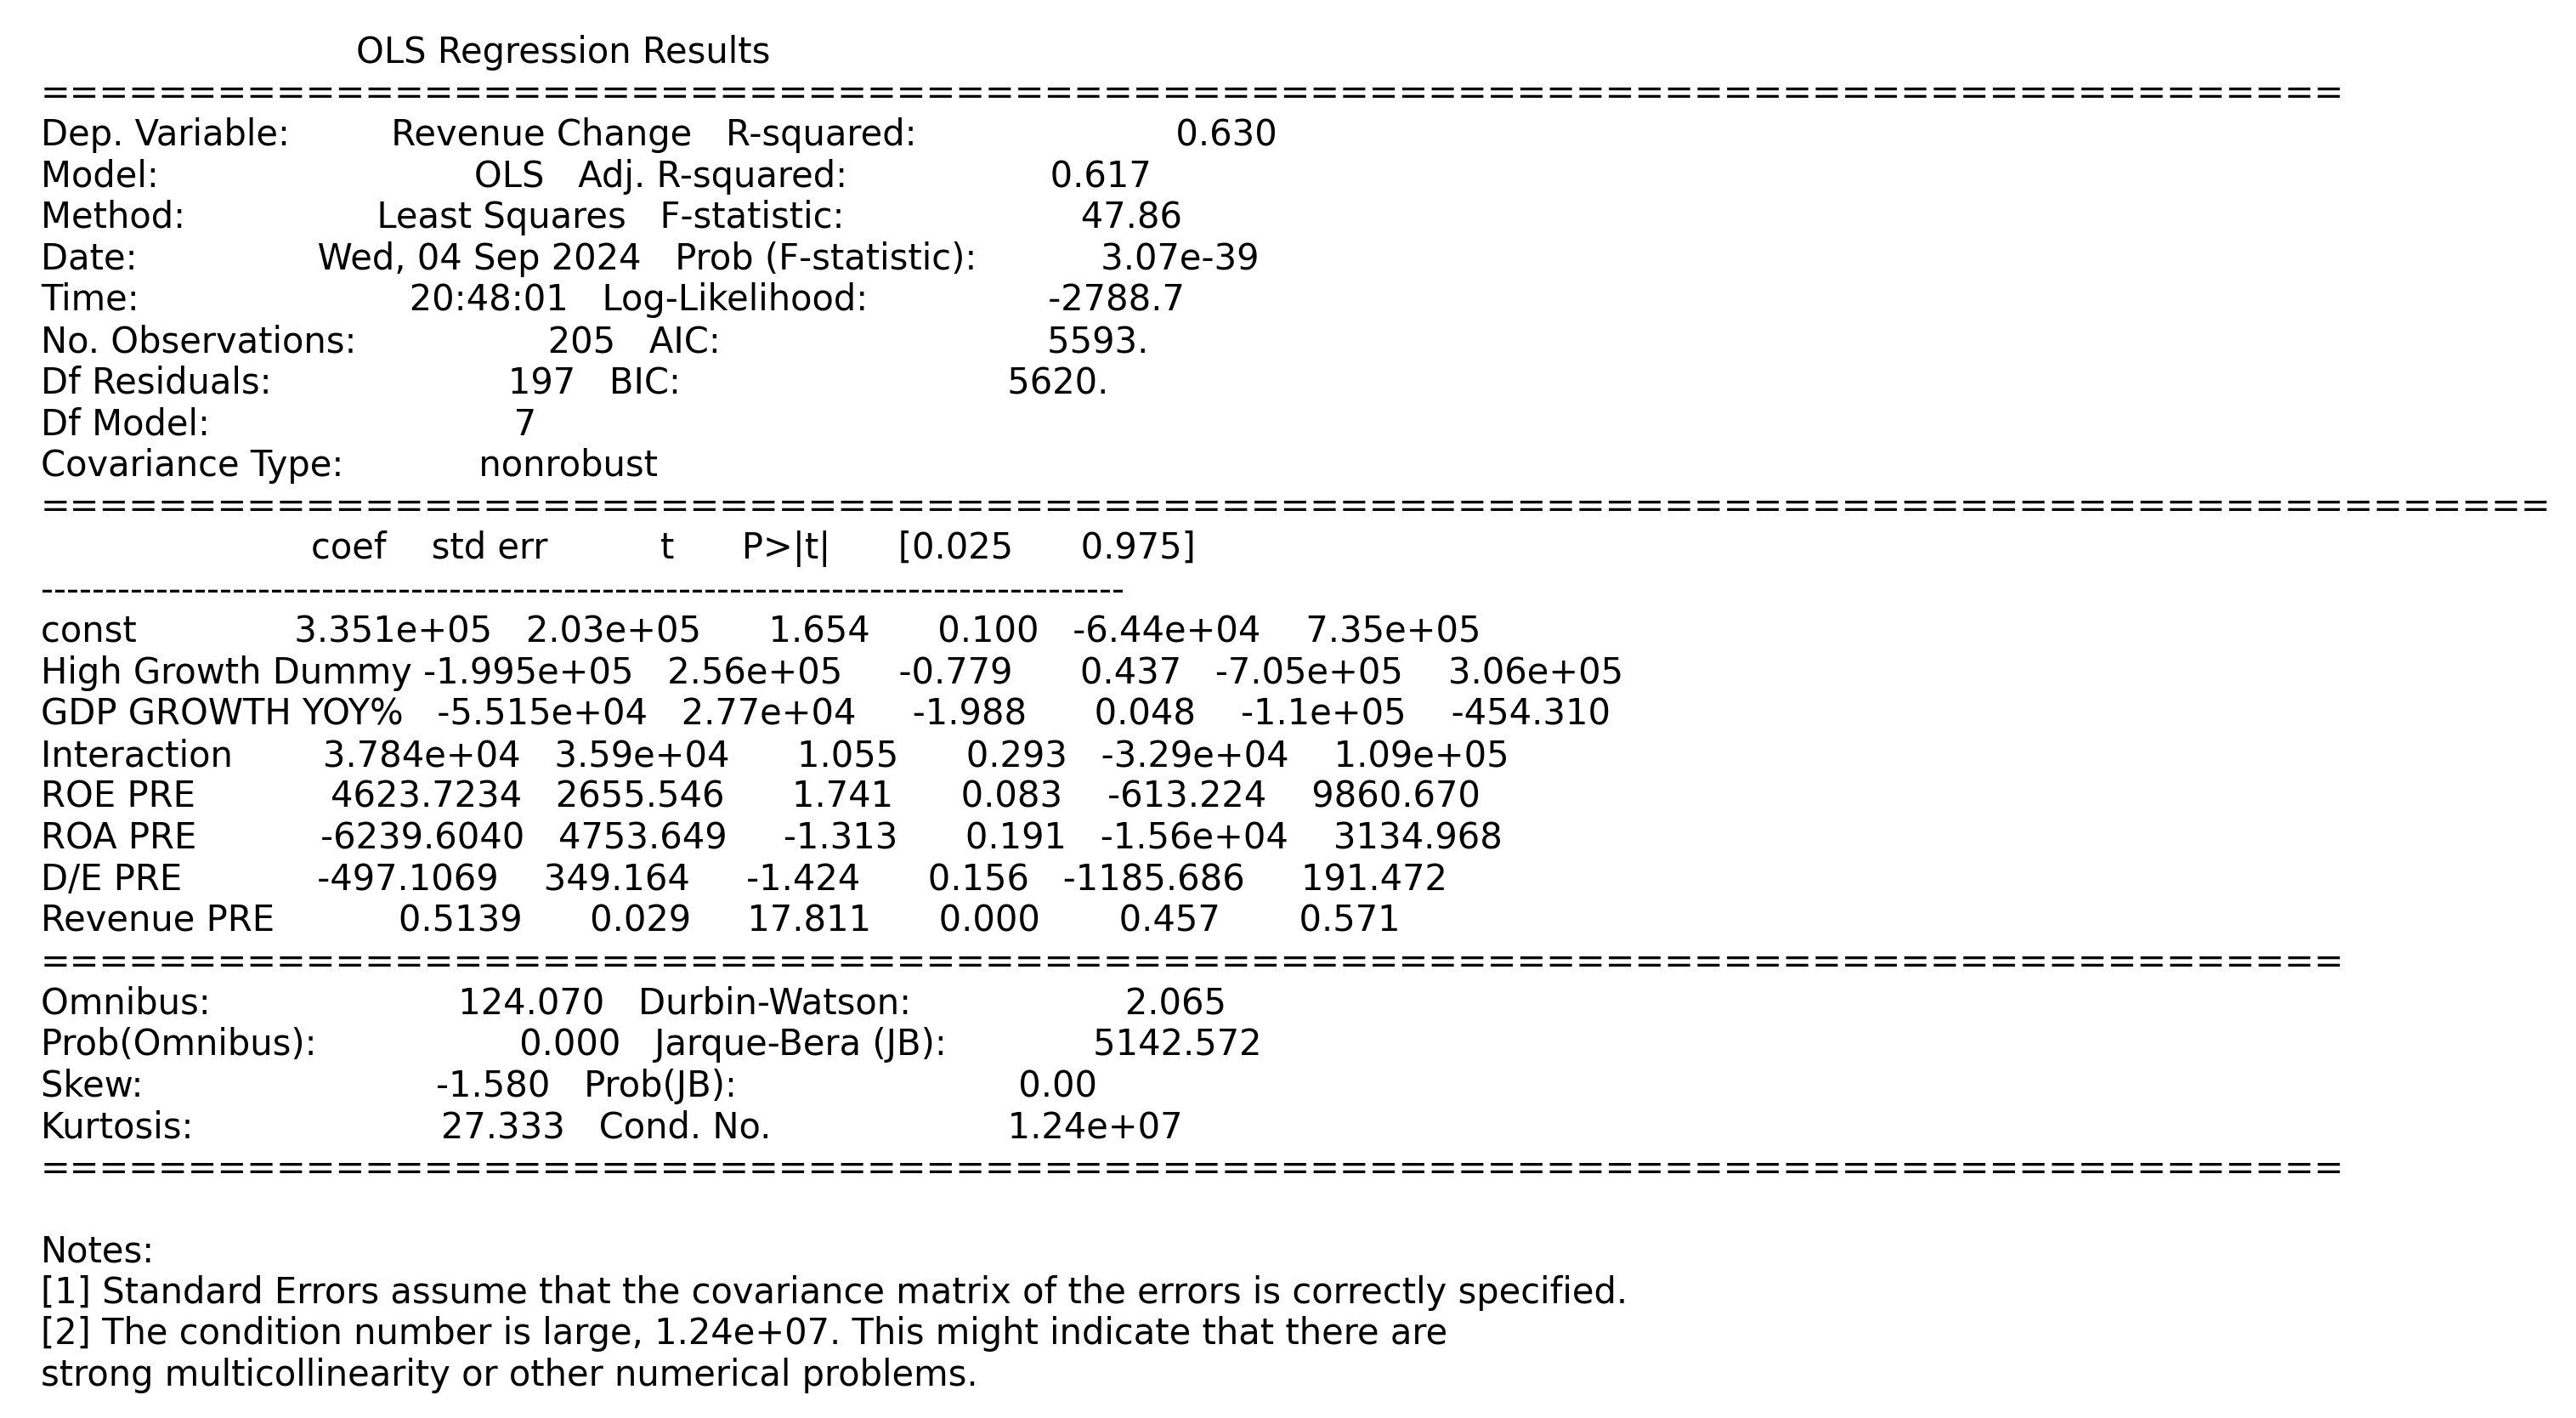 OLS Regression Results
==============================================================================
Dep. Variable: Revenue Change R-squared: 0.630
Model: OLS Adj. R-squared: 0.617
Method: Least Squares F-statistic: 47.86
Date: Wed, 04 Sep 2024 Prob (F-statistic): 3.07e-39
Time: 20:48:01 Log-Likelihood: -2788.7
No. Observations: 205 AIC: 5593.
Df Residuals: 197 BIC: 5620.
Df Model: 7
Covariance Type: nonrobust
=====================================================================================
coef std err t P>|t| [0.025 0.975]
-------------------------------------------------------------------------------------
const 3.351e+05 2.03e+05 1.654 0.100 -6.44e+04 7.35e+05
High Growth Dummy -1.995e+05 2.56e+05 -0.779 0.437 -7.05e+05 3.06e+05
GDP GROWTH YOY% -5.515e+04 2.77e+04 -1.988 0.048 -1.1e+05 -454.310
Interaction 3.784e+04 3.59e+04 1.055 0.293 -3.29e+04 1.09e+05
ROE PRE 4623.7234 2655.546 1.741 0.083 -613.224 9860.670
ROA PRE -6239.6040 4753.649 -1.313 0.191 -1.56e+04 3134.968
D/E PRE -497.1069 349.164 -1.424 0.156 -1185.686 191.472
Revenue PRE 0.5139 0.029 17.811 0.000 0.457 0.571
==============================================================================
Omnibus: 124.070 Durbin-Watson: 2.065
Prob(Omnibus): 0.000 Jarque-Bera (JB): 5142.572
Skew: -1.580 Prob(JB): 0.00
Kurtosis: 27.333 Cond. No. 1.24e+07
==============================================================================
Notes:
[1] Standard Errors assume that the covariance matrix of the errors is correctly specified.
[2] The condition number is large, 1.24e+07. This might indicate that there are
strong multicollinearity or other numerical problems.